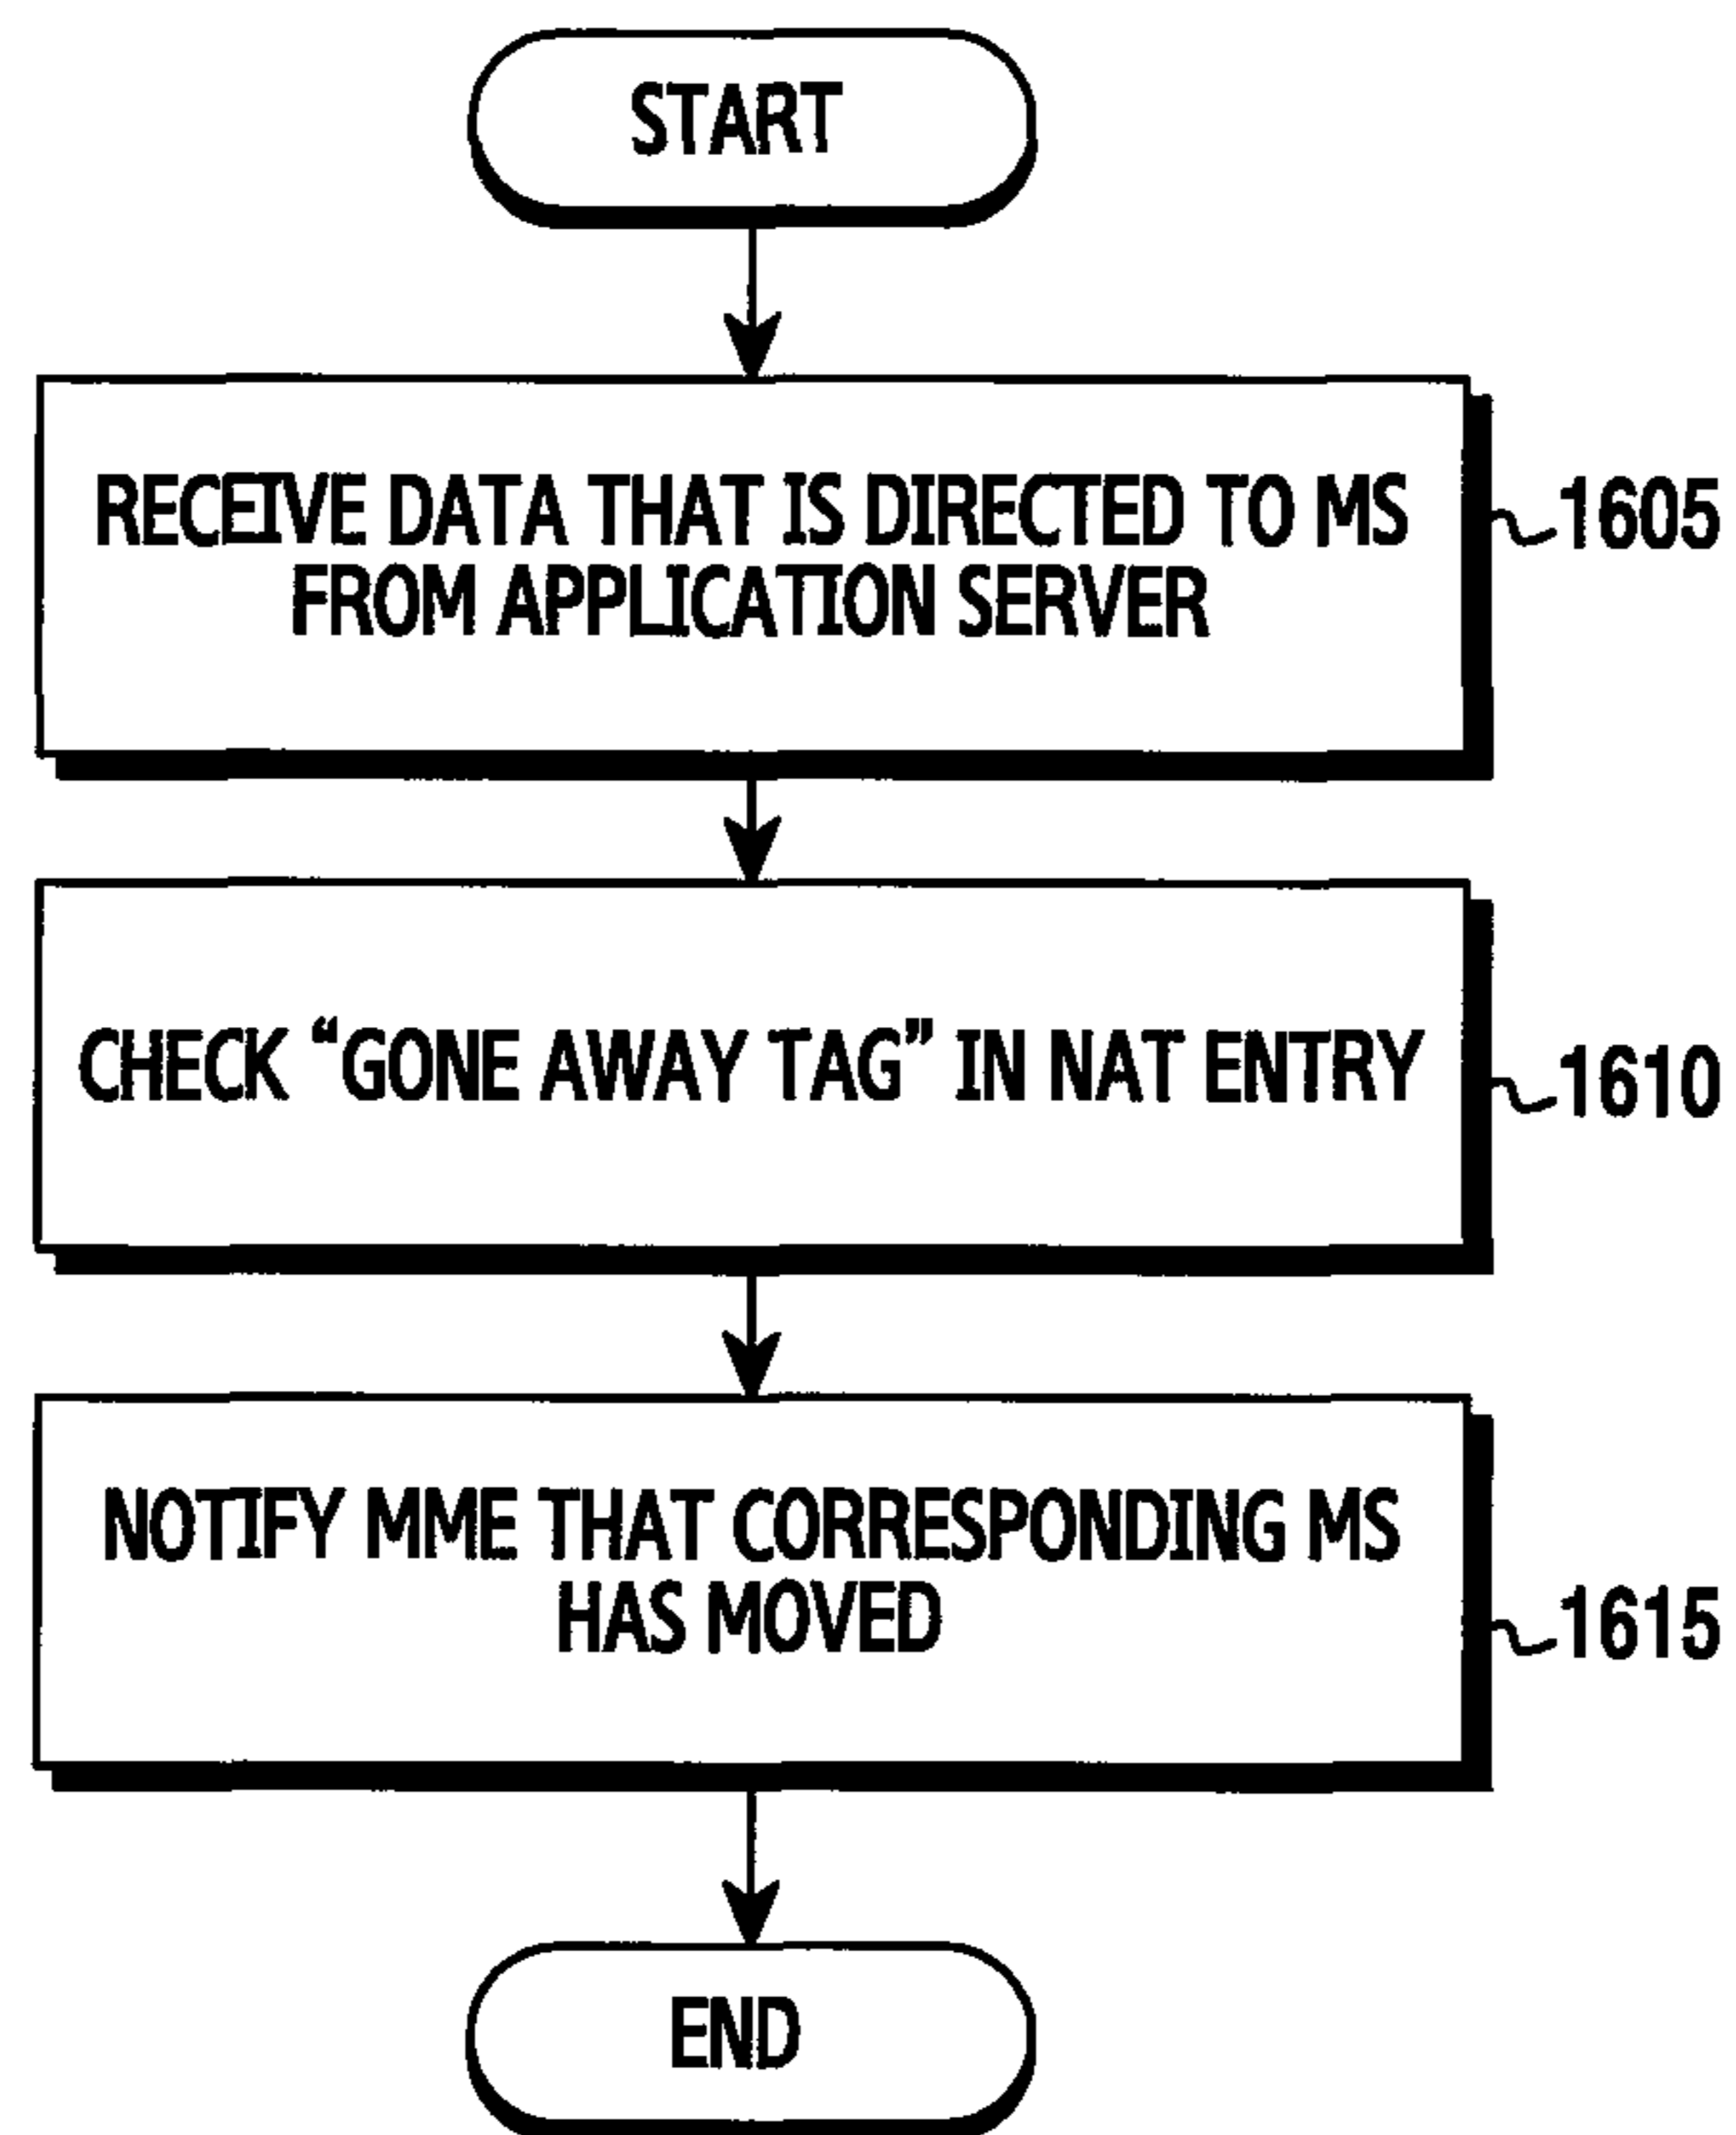 START
RECEIVE DATA THAT IS DIRECTED TO MS
FROM APPLICATION SERVER
1605
CHECK “GONE AWAY TAG” IN NAT ENTRY
1610
NOTIFY MME THAT CORRESPONDING MS
HAS MOVED
1615
END